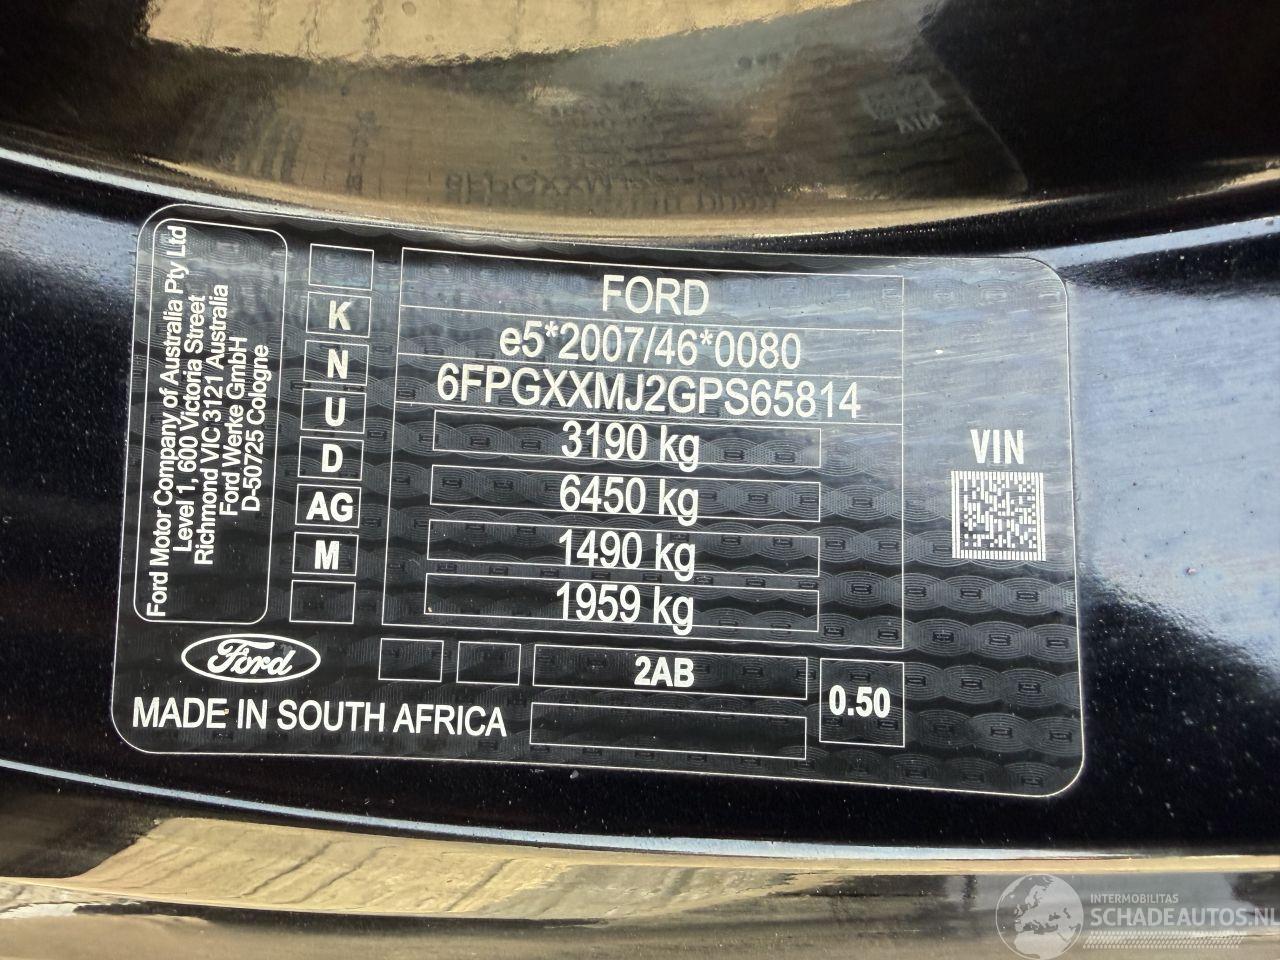 Ford Motor Company of Australia Pty Ltd
Level 1, 600 Victoria Street
Richmond VIC 3121 Australia
Ford Werke GmbH
D-50725 Cologne
K
N
U
D
AG
M
FORD
e5*2007/46*0080
6FPGXXMJ2GPS65814
3190 kg
6450 kg
1490 kg
1959 kg
VIN
Ford
MADE IN SOUTH AFRICA
2AB
0.50
INTERMOBILITAS
SCHADEAUTOS.NL